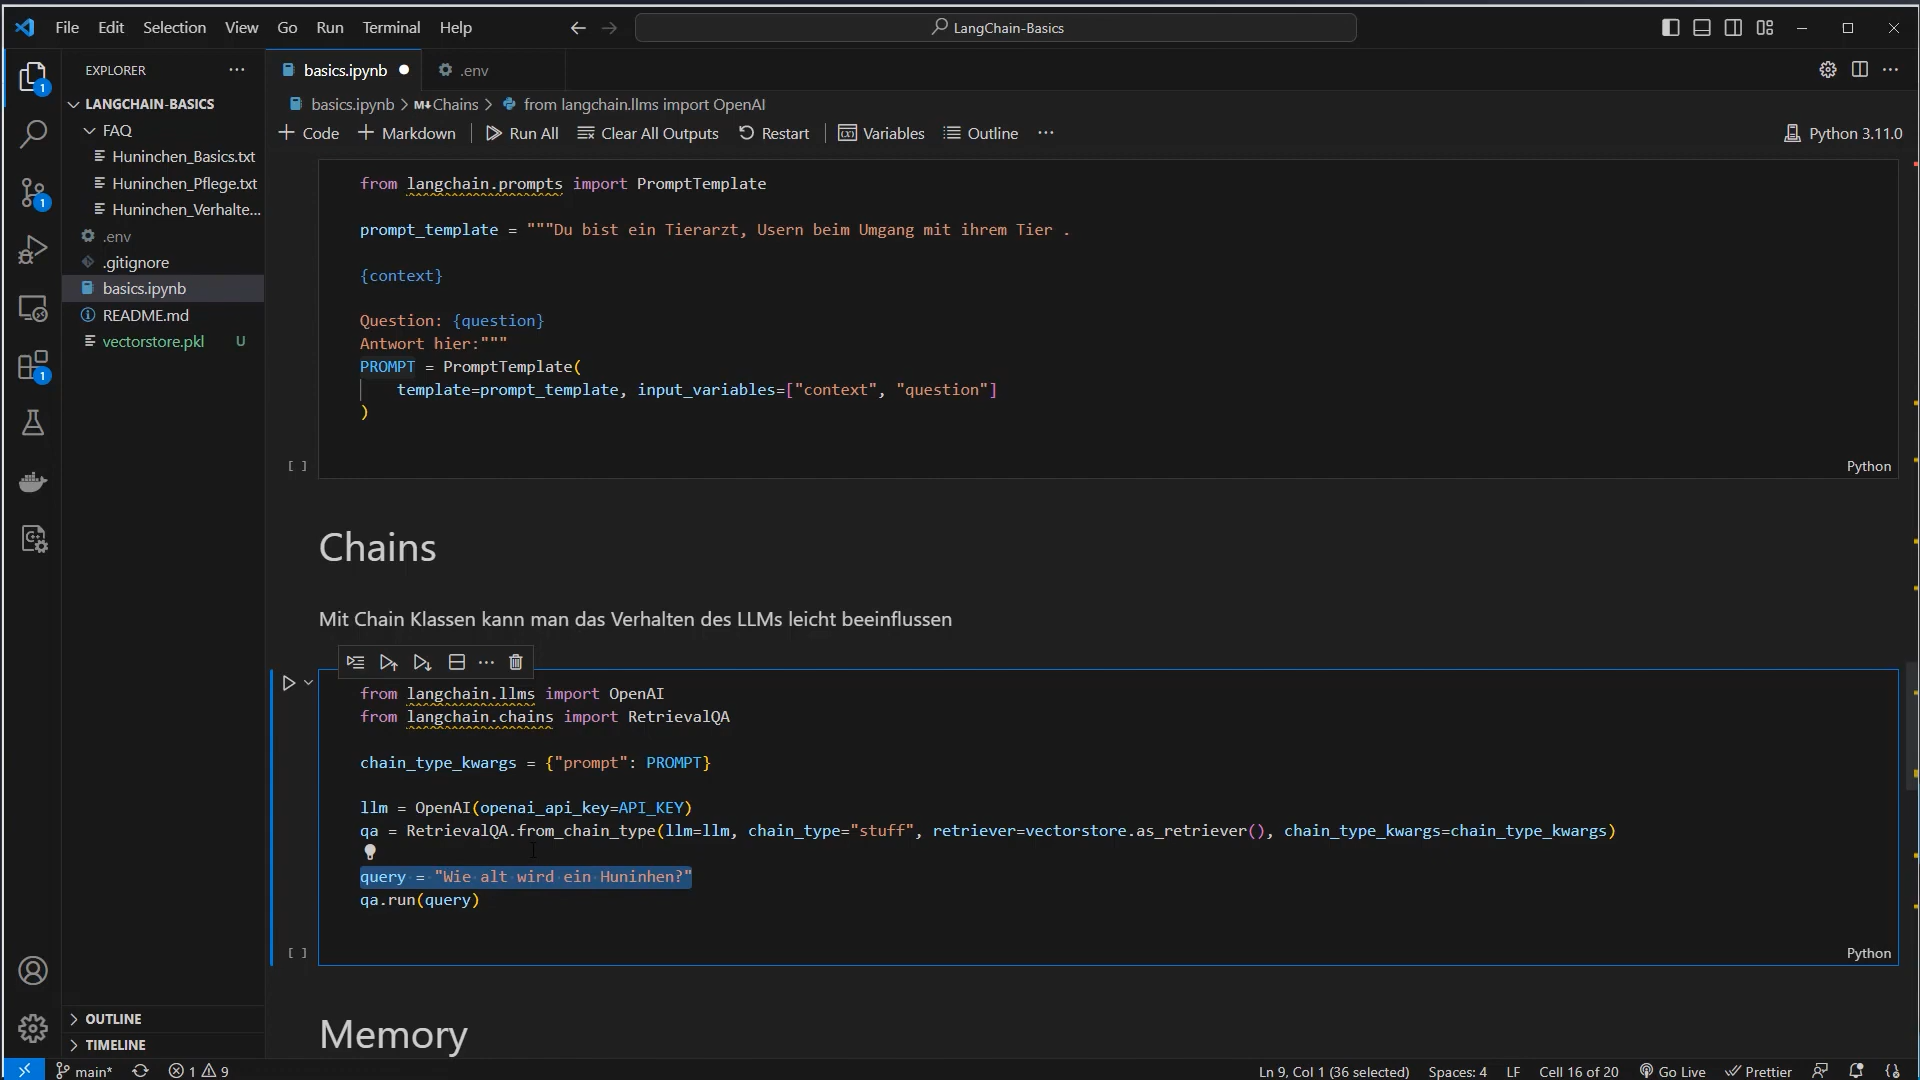 File Edit Selection View Go Run Terminal Help
LangChain-Basics
EXPLORER
basics.ipynb
.env
LANGCHAIN-BASICS
basics.ipynb > M↓Chains > from langchain.llms import OpenAI
FAQ
Code Markdown Run All Clear All Outputs Restart Variables Outline
Python 3.11.0
Huninchen_Basics.txt
Huninchen_Pflege.txt
Huninchen_Verhalte...
.env
.gitignore
basics.ipynb
README.md
vectorstore.pkl U
1
1
1
from langchain.prompts import PromptTemplate
prompt_template = """Du bist ein Tierarzt, Usern beim Umgang mit ihrem Tier .
{context}
Question: {question}
Antwort hier:"""
PROMPT = PromptTemplate(
template=prompt_template, input_variables=["context", "question"]
)
[ ]
Python
Chains
Mit Chain Klassen kann man das Verhalten des LLMs leicht beeinflussen
from langchain.llms import OpenAI
from langchain.chains import RetrievalQA
chain_type_kwargs = {"prompt": PROMPT}
llm = OpenAI(openai_api_key=API_KEY)
qa = RetrievalQA.from_chain_type(llm=llm, chain_type="stuff", retriever=vectorstore.as_retriever(), chain_type_kwargs=chain_type_kwargs)
query = "Wie alt wird ein Huninhen?"
qa.run(query)
[ ]
Python
Memory
OUTLINE
TIMELINE
main* 1 9
Ln 9, Col 1 (36 selected) Spaces: 4 LF Cell 16 of 20 Go Live Prettier